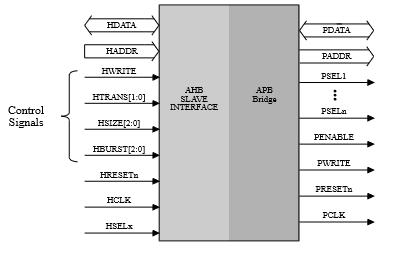 HDATA
HADDR
HWRITE
HTRANS[1:0]
HSIZE[2:0]
HBURST[2:0]
HRESETn
HCLK
HSELx
Control
Signals
AHB
SLAVE
INTERFACE
APB
Bridge
PDATA
PADDR
PSEL1
PSELn
PENABLE
PWRITE
PRESETn
PCLK